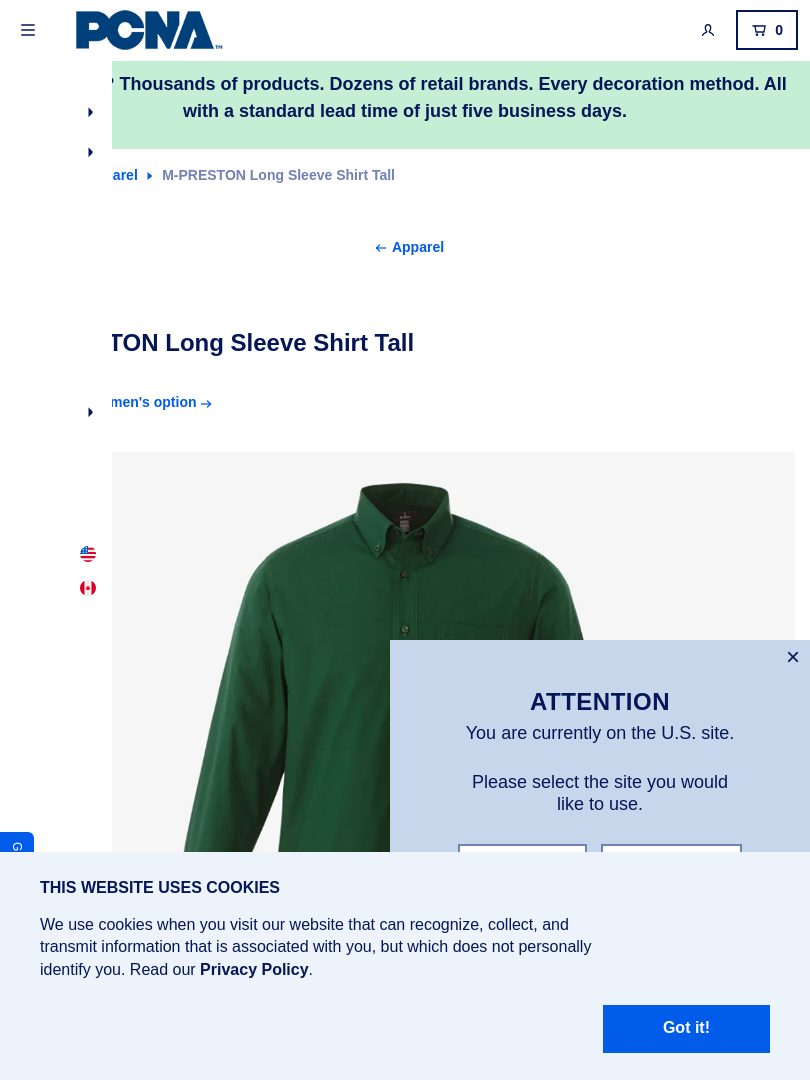 PCNA TM
0
? Thousands of products. Dozens of retail brands. Every decoration method. All
with a standard lead time of just five business days.
arel M-PRESTON Long Sleeve Shirt Tall
Apparel
TON Long Sleeve Shirt Tall
men's option
ATTENTION
You are currently on the U.S. site.
Please select the site you would
like to use.
G
THIS WEBSITE USES COOKIES
We use cookies when you visit our website that can recognize, collect, and
transmit information that is associated with you, but which does not personally
identify you. Read our Privacy Policy.
Got it!